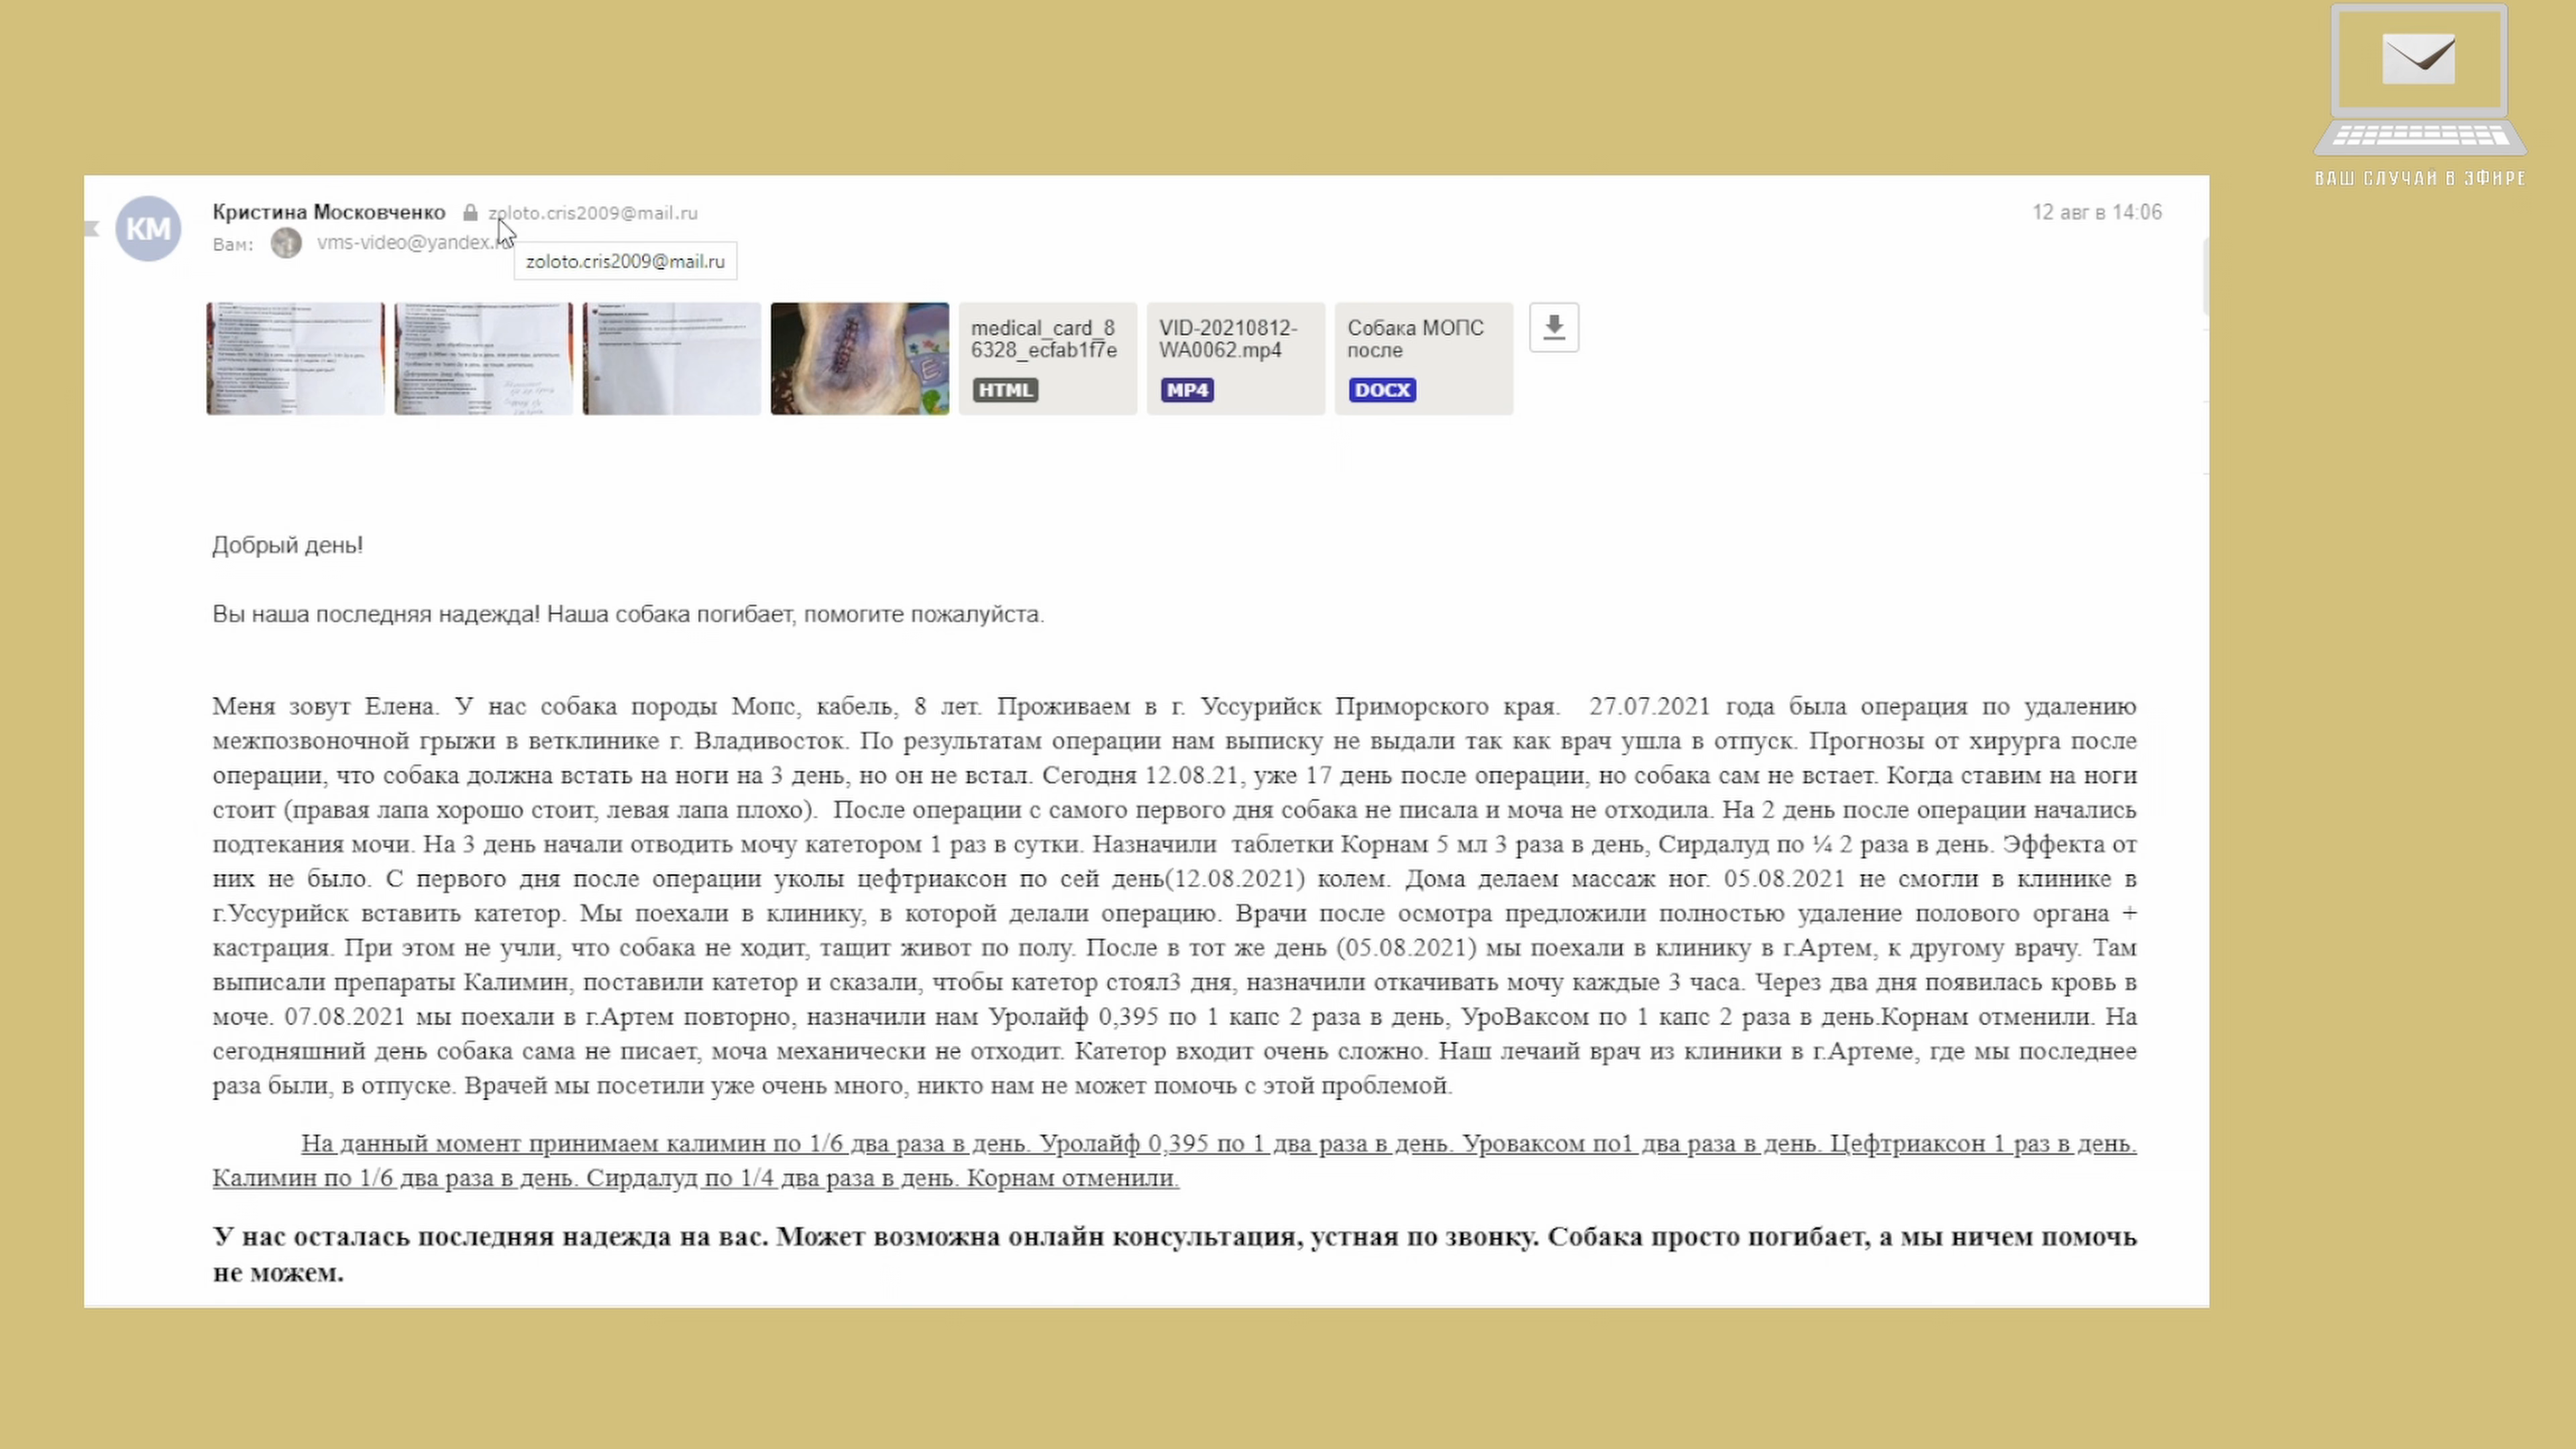 ВАШ СЛУЧАЙ В ЭФИРЕ
КМ
Кристина Московченко zoloto.cris2009@mail.ru
12 авг в 14:06
Вам: vms-video@yandex.
zoloto.cris2009@mail.ru
medical_card_8
6328_ecfab1f7e
HTML
VID-20210812-
WA0062.mp4
MP4
Собака МОПС
после
DOCX
Добрый день!
Вы наша последняя надежда! Наша собака погибает, помогите пожалуйста.
Меня зовут Елена. У нас собака породы Мопс, кабель, 8 лет. Проживаем в г. Уссурийск Приморского края. 27.07.2021 года была операция по удалению
межпозвоночной грыжи в ветклинике г. Владивосток. По результатам операции нам выписку не выдали так как врач ушла в отпуск. Прогнозы от хирурга после
операции, что собака должна встать на ноги на 3 день, но он не встал. Сегодня 12.08.21, уже 17 день после операции, но собака сам не встает. Когда ставим на ноги
стоит (правая лапа хорошо стоит, левая лапа плохо). После операции с самого первого дня собака не писала и моча не отходила. На 2 день после операции начались
подтекания мочи. На 3 день начали отводить мочу катетором 1 раз в сутки. Назначили таблетки Корнам 5 мл 3 раза в день, Сирдалуд по ¼ 2 раза в день. Эффекта от
них не было. С первого дня после операции уколы цефтриаксон по сей день(12.08.2021) колем. Дома делаем массаж ног. 05.08.2021 не смогли в клинике в
г.Уссурийск вставить катетор. Мы поехали в клинику, в которой делали операцию. Врачи после осмотра предложили полностью удаление полового органа +
кастрация. При этом не учли, что собака не ходит, тащит живот по полу. После в тот же день (05.08.2021) мы поехали в клинику в г.Артем, к другому врачу. Там
выписали препараты Калимин, поставили катетор и сказали, чтобы катетор стоял3 дня, назначили откачивать мочу каждые 3 часа. Через два дня появилась кровь в
моче. 07.08.2021 мы поехали в г.Артем повторно, назначили нам Уролайф 0,395 по 1 капс 2 раза в день, УроВаксом по 1 капс 2 раза в день.Корнам отменили. На
сегодняшний день собака сама не писает, моча механически не отходит. Катетор входит очень сложно. Наш лечаий врач из клиники в г.Артеме, где мы последнее
раза были, в отпуске. Врачей мы посетили уже очень много, никто нам не может помочь с этой проблемой.
На данный момент принимаем калимин по 1/6 два раза в день. Уролайф 0,395 по 1 два раза в день. Уроваксом по1 два раза в день. Цефтриаксон 1 раз в день.
Калимин по 1/6 два раза в день. Сирдалуд по 1/4 два раза в день. Корнам отменили.
У нас осталась последняя надежда на вас. Может возможна онлайн консультация, устная по звонку. Собака просто погибает, а мы ничем помочь
не можем.